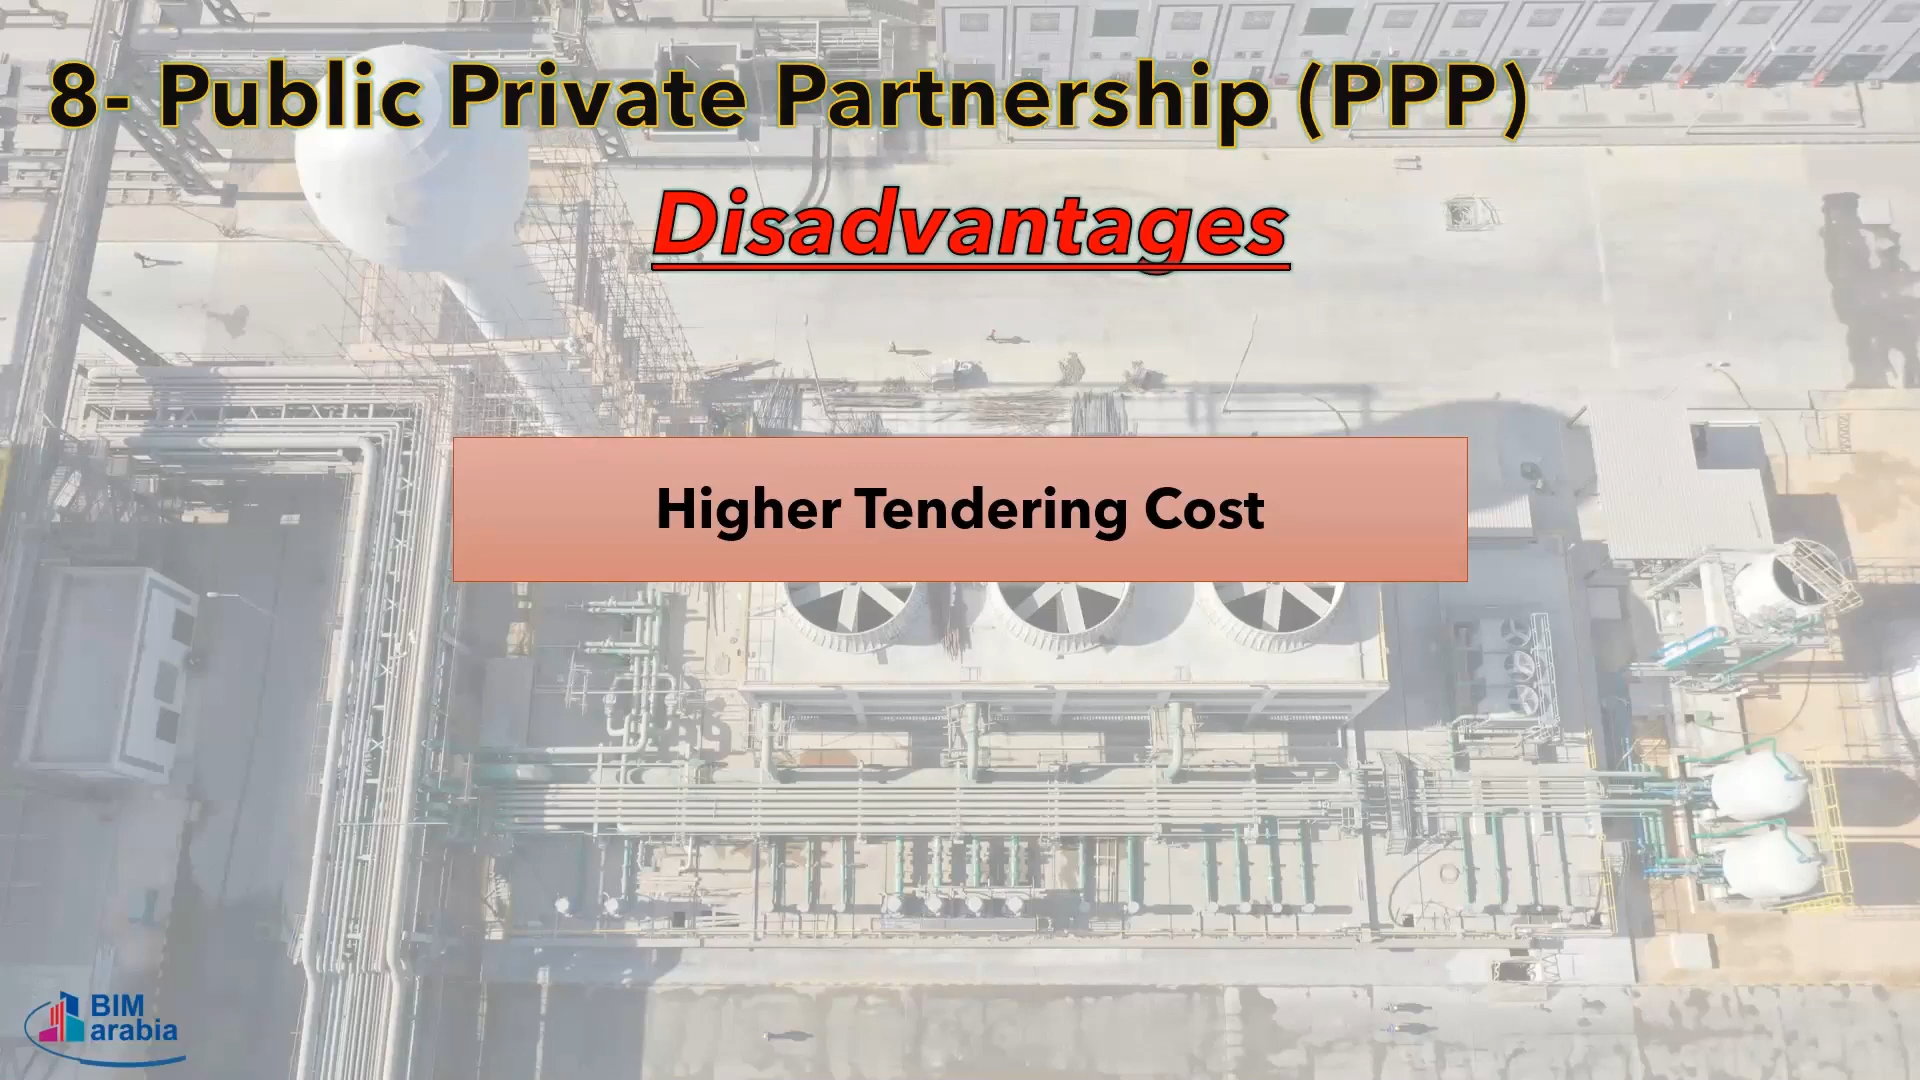 8- Public Private Partnership (PPP)
Disadvantages
Higher Tendering Cost
BIM
arabia